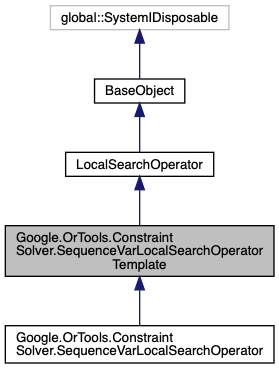 global::SystemIDisposable
BaseObject
LocalSearchOperator
Google.OrTools.Constraint
Solver.SequenceVarLocalSearchOperator
Template
Google.OrTools.Constraint
Solver.SequenceVarLocalSearchOperator